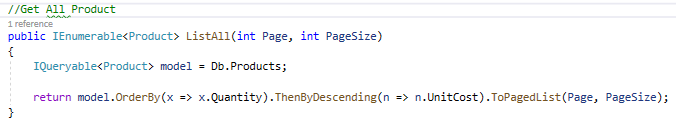 //Get All Product
1 reference
public IEnumerable<Product> ListAll(int Page, int PageSize)
{
IQueryable<Product> model = Db.Products;
return model.OrderBy(x => x.Quantity).ThenByDescending(n => n.UnitCost).ToPagedList(Page, PageSize);
}